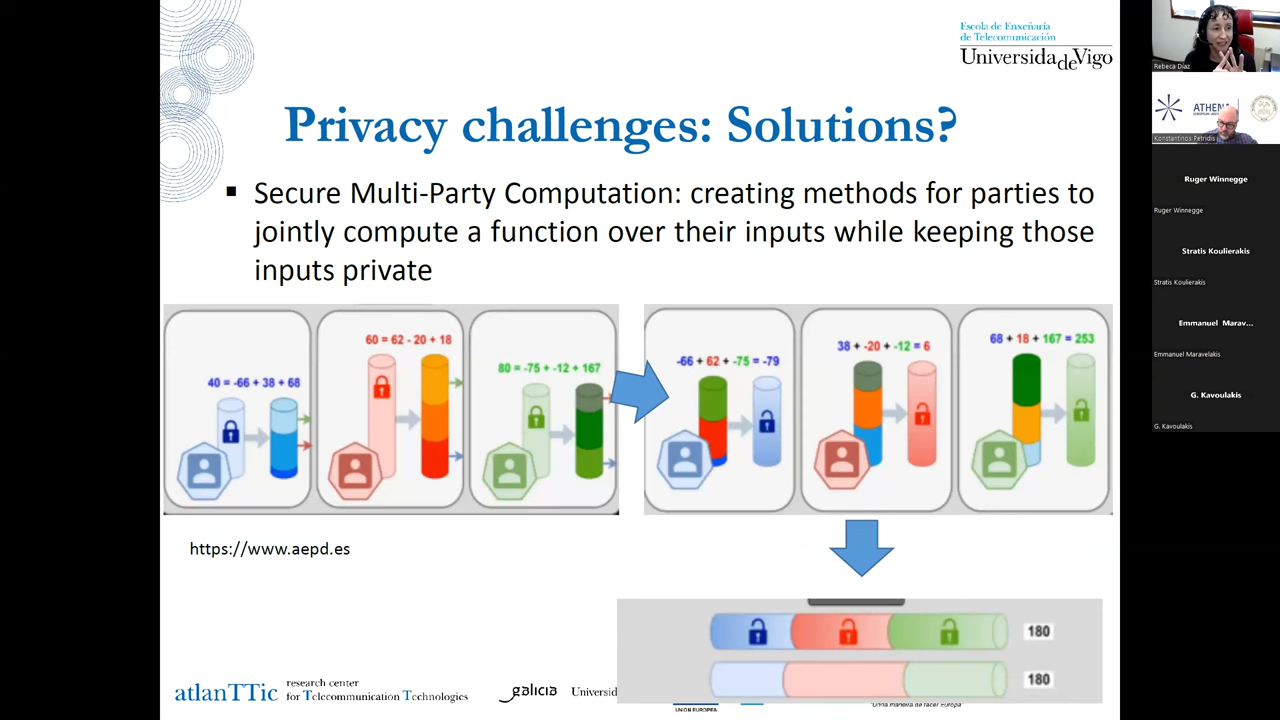 Escola de Enxeñaría
de Telecomunicación
UniversidadeVigo
Privacy challenges: Solutions?
▪ Secure Multi-Party Computation: creating methods for parties to
jointly compute a function over their inputs while keeping those
inputs private
40 = -66 + 38 + 68
60 = 62 - 20 + 18
80 = -75 + -12 + 167
-66 + 62 + -75 = -79
38 + -20 + -12 = 6
68 + 18 + 167 = 253
https://www.aepd.es
180
180
atlanTTic
research center
for Telecommunication Technologies
galicia
Universid
UNIÓN EUROPEA
"Unha maneira de facer Europa"
Rebeca Díaz
ATHENA
Konstantinos Petridis
Ruger Winnegge
Ruger Winnegge
Stratis Koulierakis
Stratis Koulierakis
Emmanuel Marav...
Emmanuel Maravelakis
G. Kavoulakis
G. Kavoulakis